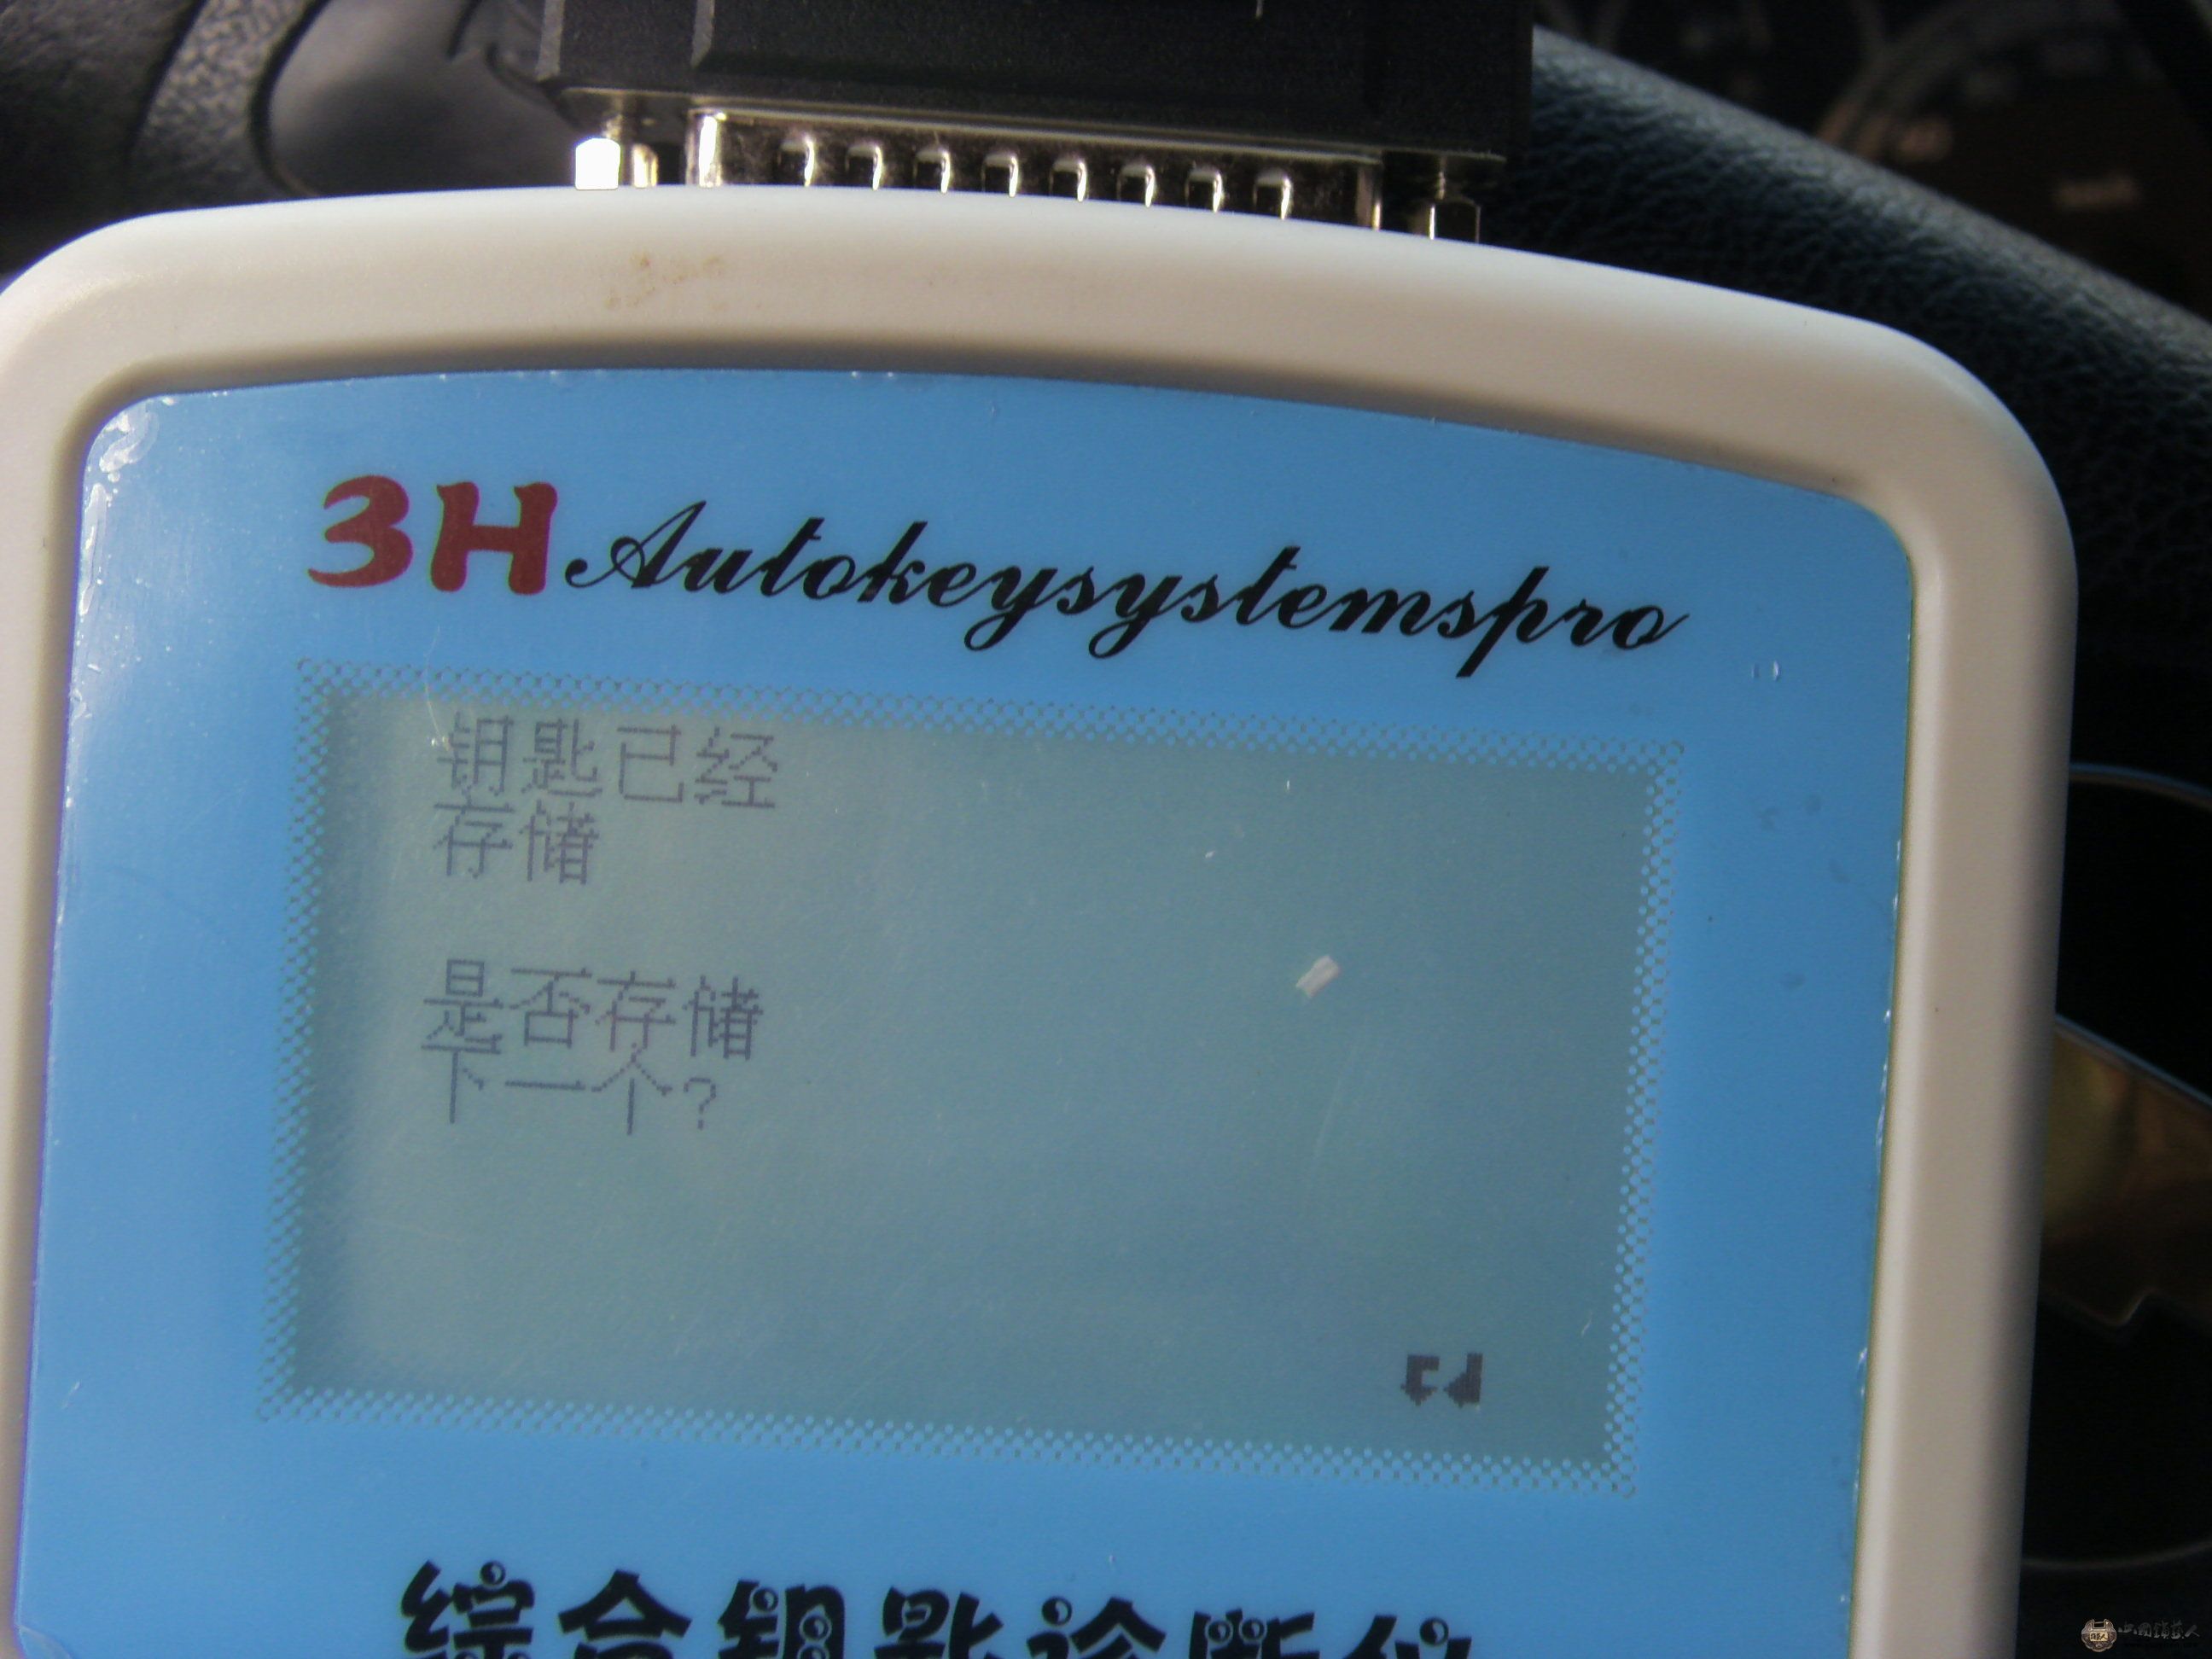 3H Autokeysystemspro
钥匙已经
存储
是否存储
下一个?
综合钥匙诊断仪